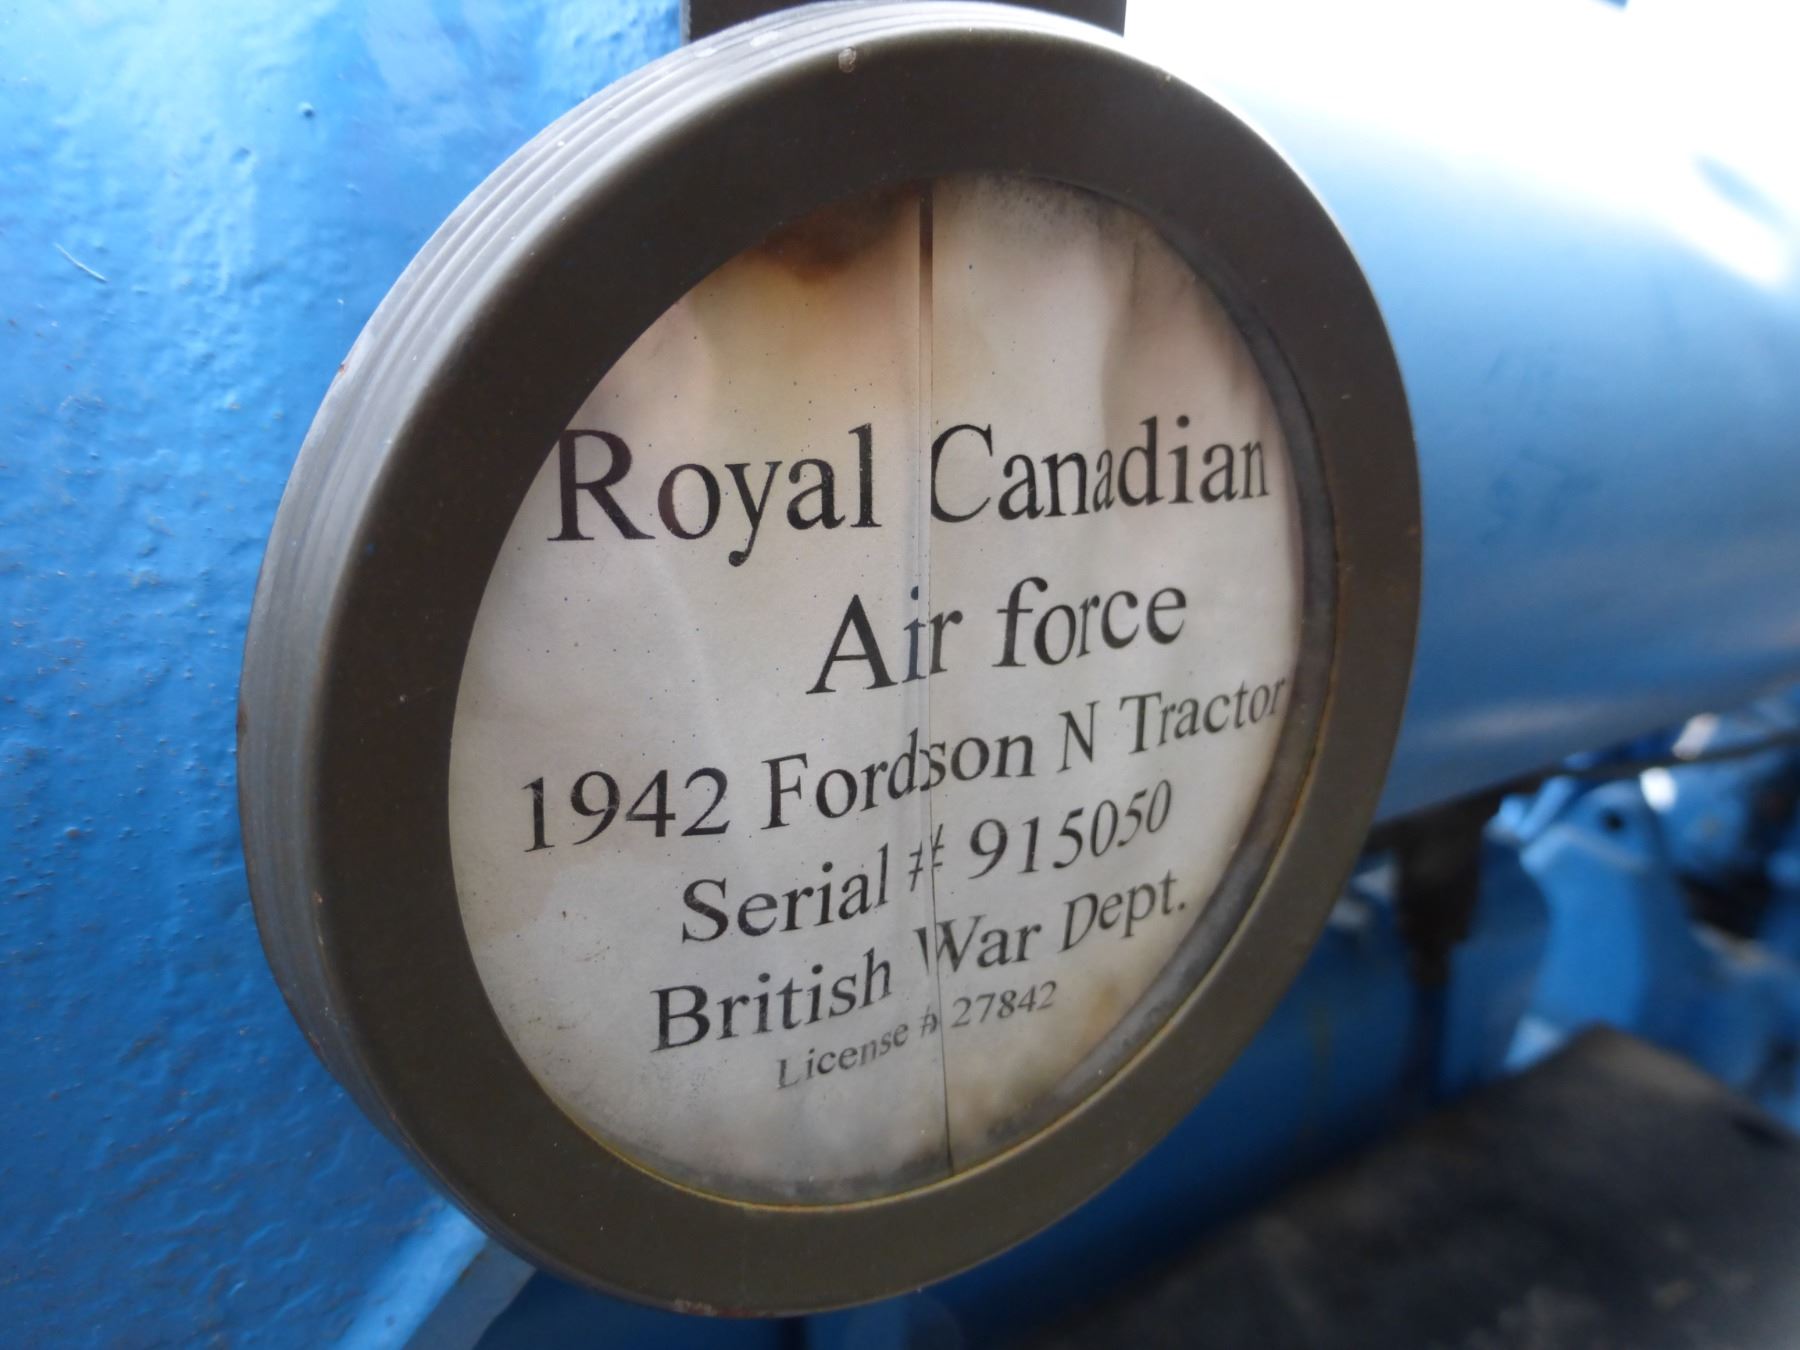 Royal Canadian
Air force
1942 Fordson N Tractor
Serial # 915050
British War Dept.
License # 27842